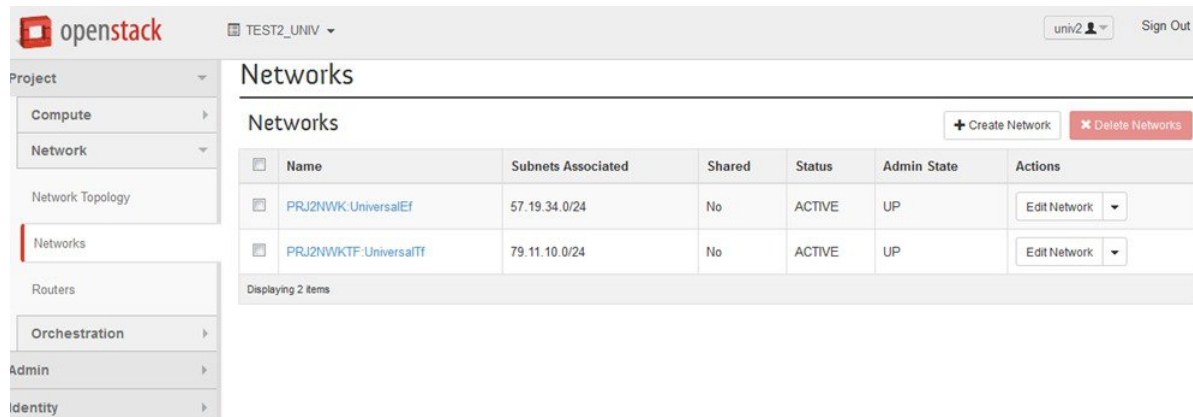 openstack
TEST2_UNIV
univ2
Sign Out
Project
Compute
Network
Network Topology
Networks
Routers
Orchestration
Admin
Identity
Networks
Networks
Create Network
Delete Networks
Name Subnets Associated Shared Status Admin State Actions
PRJ2NWK:UniversalEf 57.19.34.0/24 No ACTIVE UP Edit Network
PRJ2NWKTF:UniversalTf 79.11.10.0/24 No ACTIVE UP Edit Network
Displaying 2 items